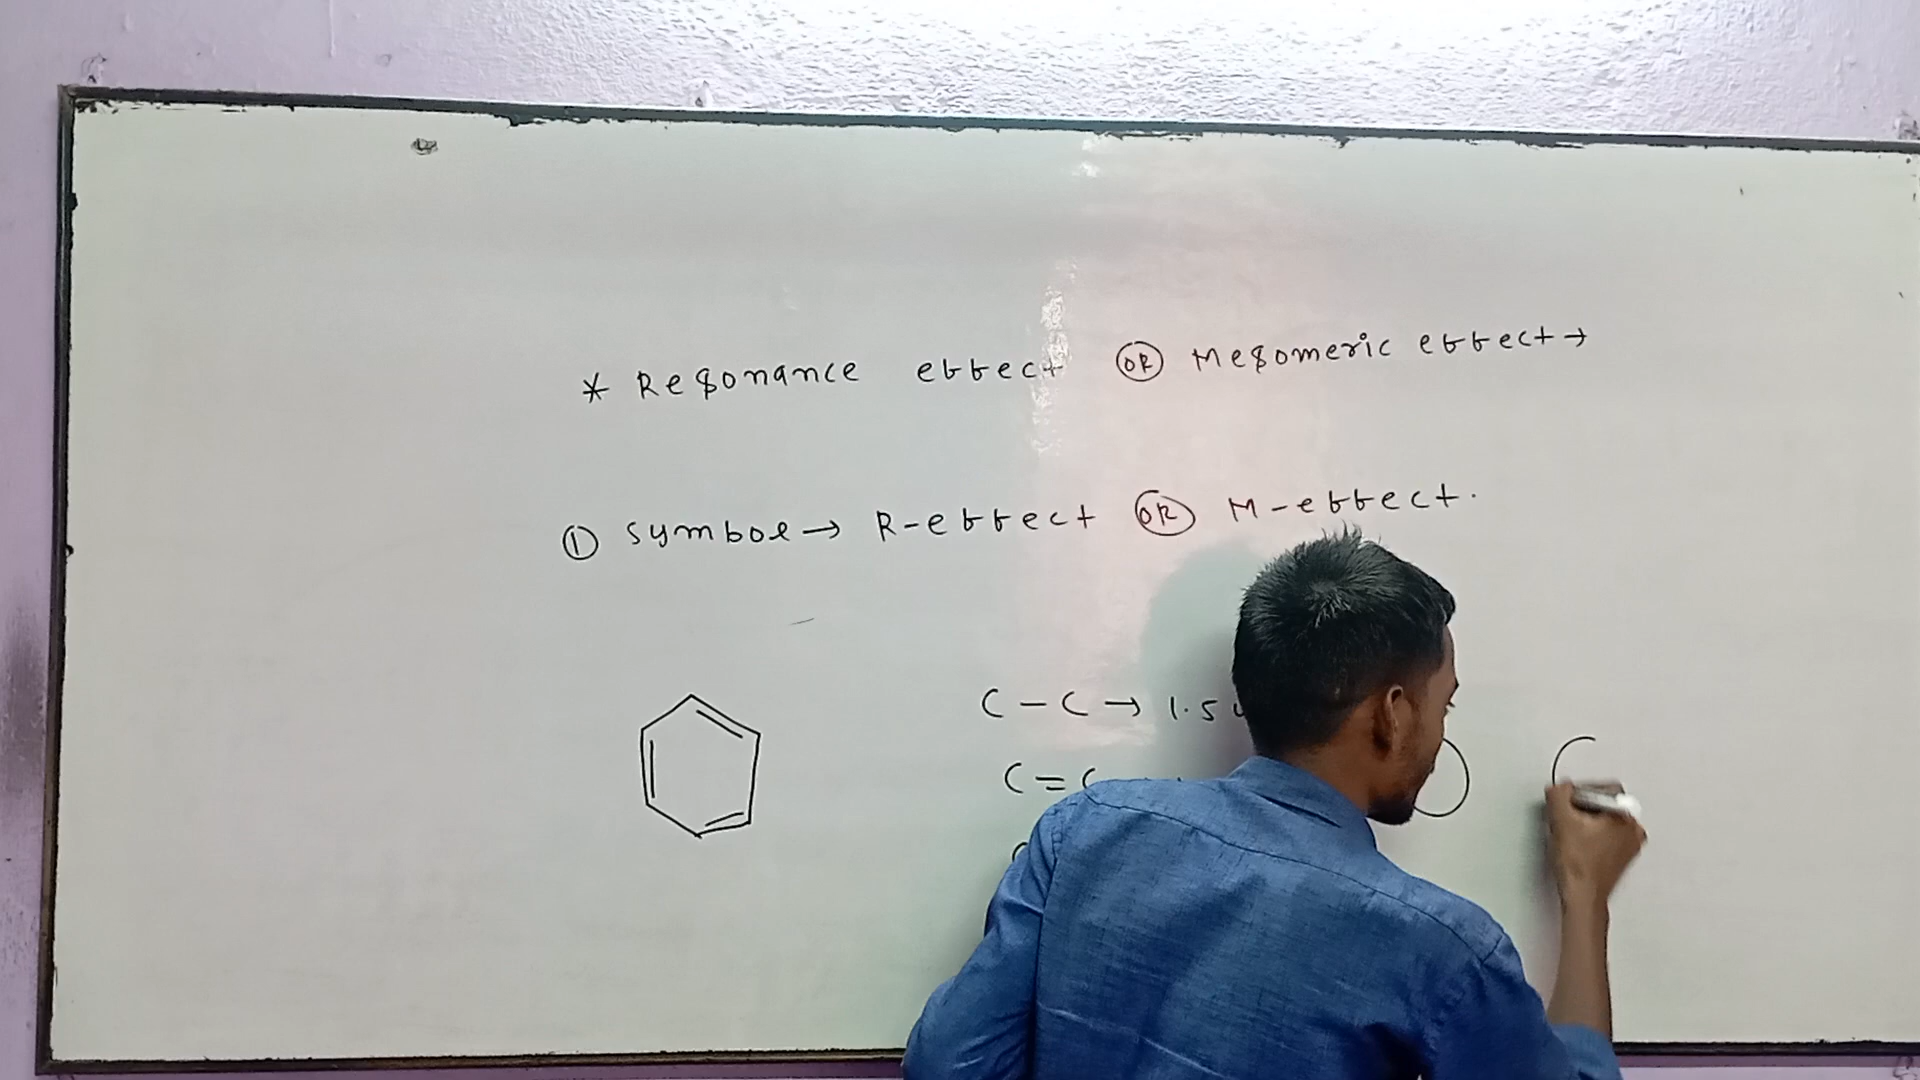 * Resonance effect OR Mesomeric effect →
① symbol → R-effect OR M-effect.
C-C → 1.5
C=C